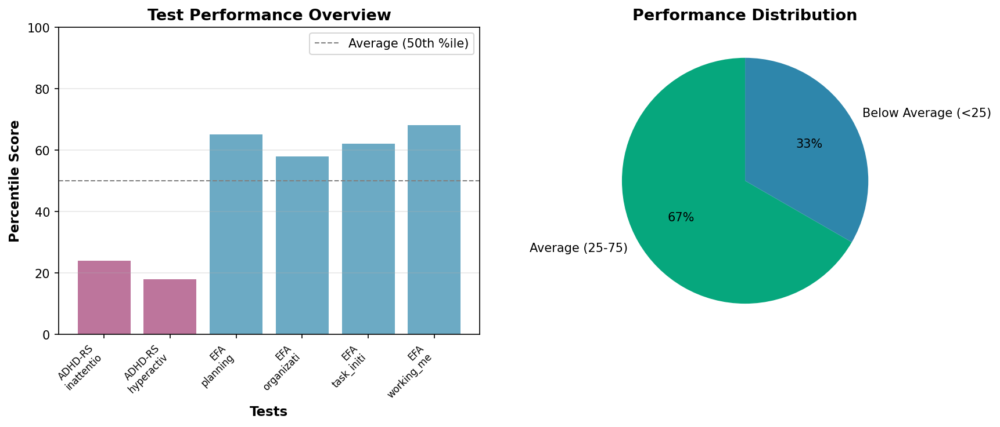 Test Performance Overview
Performance Distribution
Average (50th %ile)
Percentile Score
100
80
60
40
20
0
ADHD-RS
inattentio
ADHD-RS
hyperactiv
EFA
planning
EFA
organizati
EFA
task_initi
EFA
working_me
Tests
Below Average (<25)
33%
67%
Average (25-75)